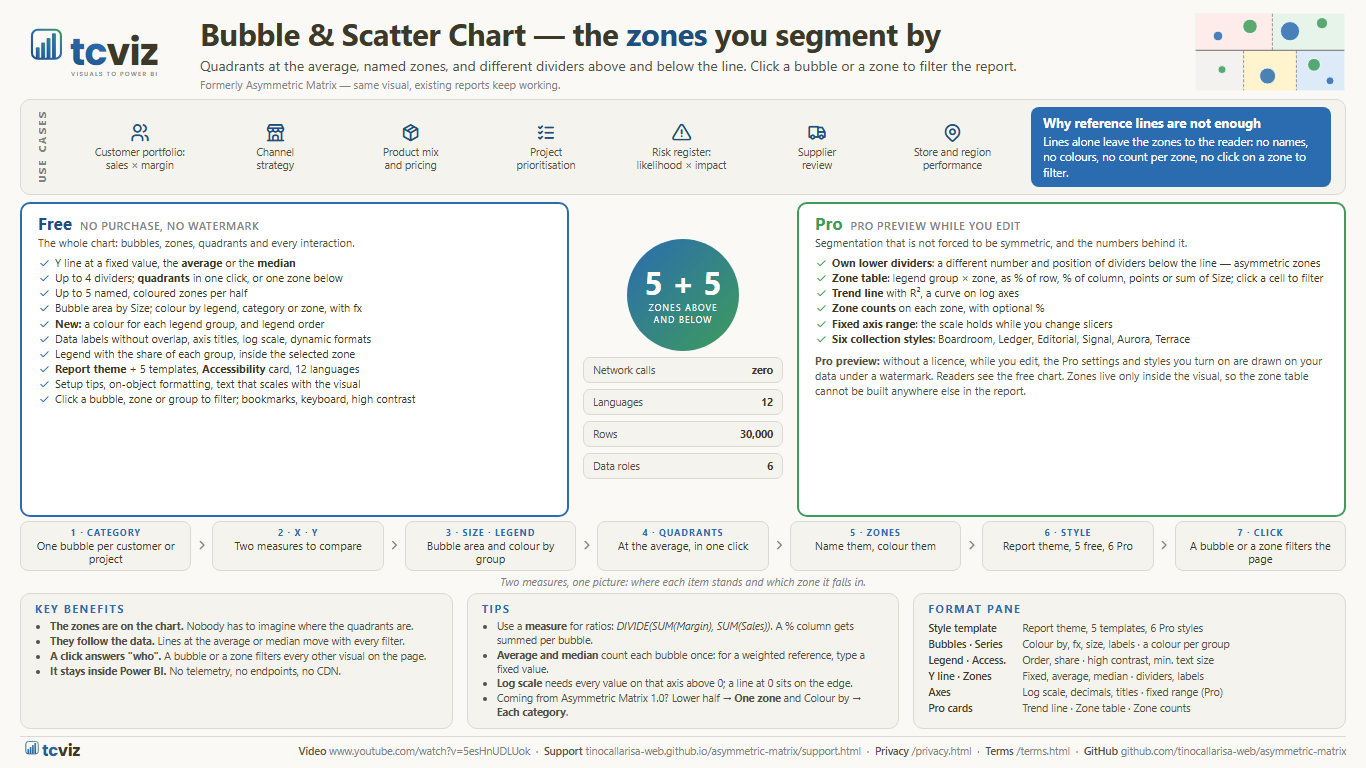 tcviz
VISUALS TO POWER BI
Bubble & Scatter Chart — the zones you segment by
Quadrants at the average, named zones, and different dividers above and below the line. Click a bubble or a zone to filter the report.
Formerly Asymmetric Matrix — same visual, existing reports keep working.
USE CASES
Customer portfolio:
sales × margin
Channel
strategy
Product mix
and pricing
Project
prioritisation
Risk register:
likelihood × impact
Supplier
review
Store and region
performance
Why reference lines are not enough
Lines alone leave the zones to the reader: no names,
no colours, no count per zone, no click on a zone to
filter.
Free NO PURCHASE, NO WATERMARK
The whole chart: bubbles, zones, quadrants and every interaction.
✓ Y line at a fixed value, the average or the median
✓ Up to 4 dividers; quadrants in one click, or one zone below
✓ Up to 5 named, coloured zones per half
✓ Bubble area by Size; colour by legend, category or zone, with fx
✓ New: a colour for each legend group, and legend order
✓ Data labels without overlap, axis titles, log scale, dynamic formats
✓ Legend with the share of each group, inside the selected zone
✓ Report theme + 5 templates, Accessibility card, 12 languages
✓ Setup tips, on-object formatting, text that scales with the visual
✓ Click a bubble, zone or group to filter; bookmarks, keyboard, high contrast
5 + 5
ZONES ABOVE
AND BELOW
Network calls zero
Languages 12
Rows 30,000
Data roles 6
Pro PRO PREVIEW WHILE YOU EDIT
Segmentation that is not forced to be symmetric, and the numbers behind it.
✓ Own lower dividers: a different number and position of dividers below the line — asymmetric zones
✓ Zone table: legend group × zone, as % of row, % of column, points or sum of Size; click a cell to filter
✓ Trend line with R², a curve on log axes
✓ Zone counts on each zone, with optional %
✓ Fixed axis range: the scale holds while you change slicers
✓ Six collection styles: Boardroom, Ledger, Editorial, Signal, Aurora, Terrace
Pro preview: without a licence, while you edit, the Pro settings and styles you turn on are drawn on your
data under a watermark. Readers see the free chart. Zones live only inside the visual, so the zone table
cannot be built anywhere else in the report.
1 · CATEGORY
One bubble per customer or
project
2 · X · Y
Two measures to compare
3 · SIZE · LEGEND
Bubble area and colour by
group
4 · QUADRANTS
At the average, in one click
5 · ZONES
Name them, colour them
6 · STYLE
Report theme, 5 free, 6 Pro
7 · CLICK
A bubble or a zone filters the
page
Two measures, one picture: where each item stands and which zone it falls in.
KEY BENEFITS
• The zones are on the chart. Nobody has to imagine where the quadrants are.
• They follow the data. Lines at the average or median move with every filter.
• A click answers "who". A bubble or a zone filters every other visual on the page.
• It stays inside Power BI. No telemetry, no endpoints, no CDN.
TIPS
• Use a measure for ratios: DIVIDE(SUM(Margin), SUM(Sales)). A % column gets
summed per bubble.
• Average and median count each bubble once: for a weighted reference, type a
fixed value.
• Log scale needs every value on that axis above 0; a line at 0 sits on the edge.
• Coming from Asymmetric Matrix 1.0? Lower half → One zone and Colour by →
Each category.
FORMAT PANE
Style template Report theme, 5 templates, 6 Pro styles
Bubbles · Series Colour by, fx, size, labels · a colour per group
Legend · Access. Order, share · high contrast, min. text size
Y line · Zones Fixed, average, median · dividers, labels
Axes Log scale, decimals, titles · fixed range (Pro)
Pro cards Trend line · Zone table · Zone counts
tcviz
Video www.youtube.com/watch?v=5esHnUDLUok · Support tinocallarisa-web.github.io/asymmetric-matrix/support.html · Privacy /privacy.html · Terms /terms.html · GitHub github.com/tinocallarisa-web/asymmetric-matrix